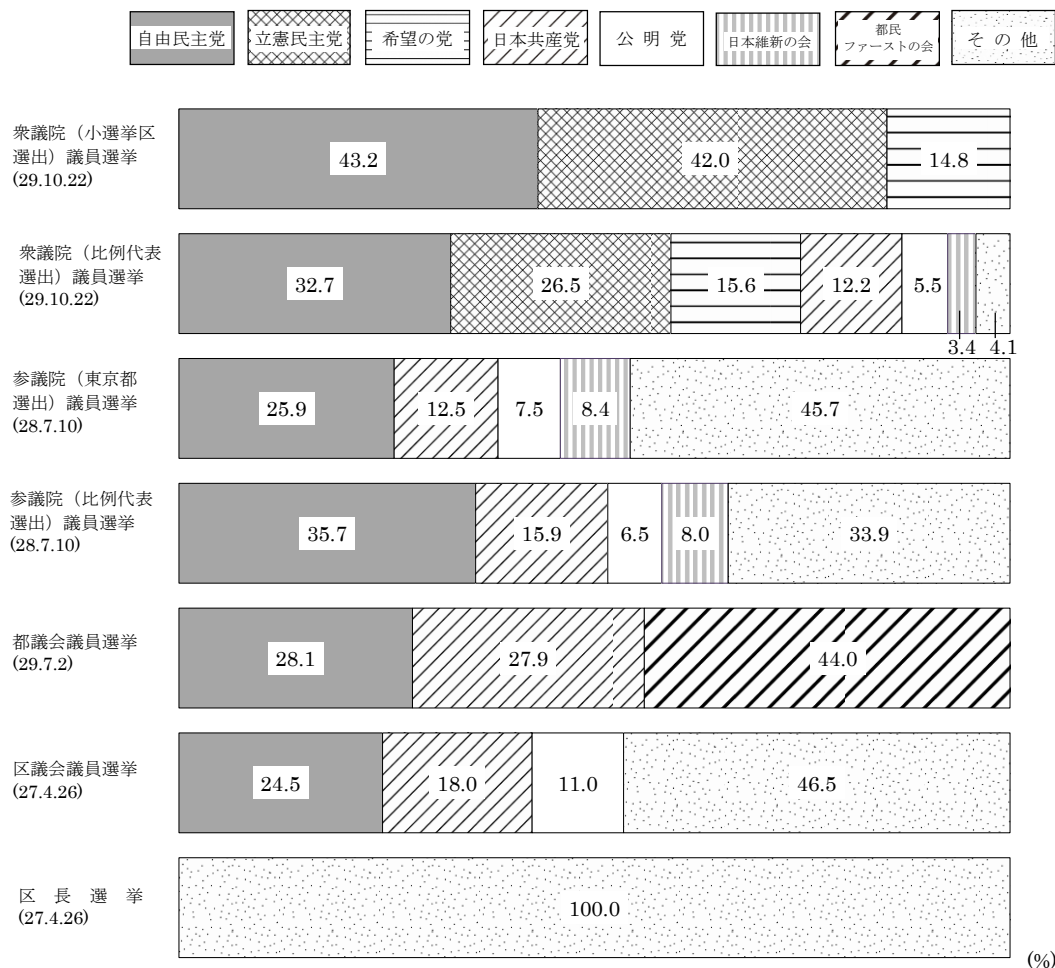 自由民主党 立憲民主党 希望の党 日本共産党 公 明 党 日本維新の会 都民 ファーストの会 そ の 他
衆議院（小選挙区
選出）議員選挙
(29.10.22)
43.2 42.0 14.8
衆議院（比例代表
選出）議員選挙
(29.10.22)
32.7 26.5 15.6 12.2 5.5
3.4 4.1
参議院（東京都
選出）議員選挙
(28.7.10)
25.9 12.5 7.5 8.4 45.7
参議院（比例代表
選出）議員選挙
(28.7.10)
35.7 15.9 6.5 8.0 33.9
都議会議員選挙
(29.7.2)
28.1 27.9 44.0
区議会議員選挙
(27.4.26)
24.5 18.0 11.0 46.5
区 長 選 挙
(27.4.26)
100.0
(%)